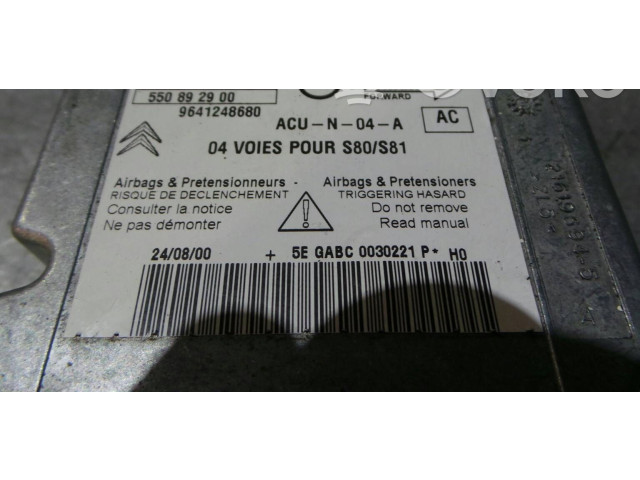 550 89 29 00
9641248680
FORWARD
ACU-N-04-A
AC
04 VOIES POUR S80/S81
Airbags & Pretensionneurs - Airbags & Pretensioners
RISQUE DE DECLENCHEMENT TRIGGERING HASARD
Consulter la notice Do not remove
Ne pas démonter Read manual
24/08/00 + 5E GABC 0030221 P* H0